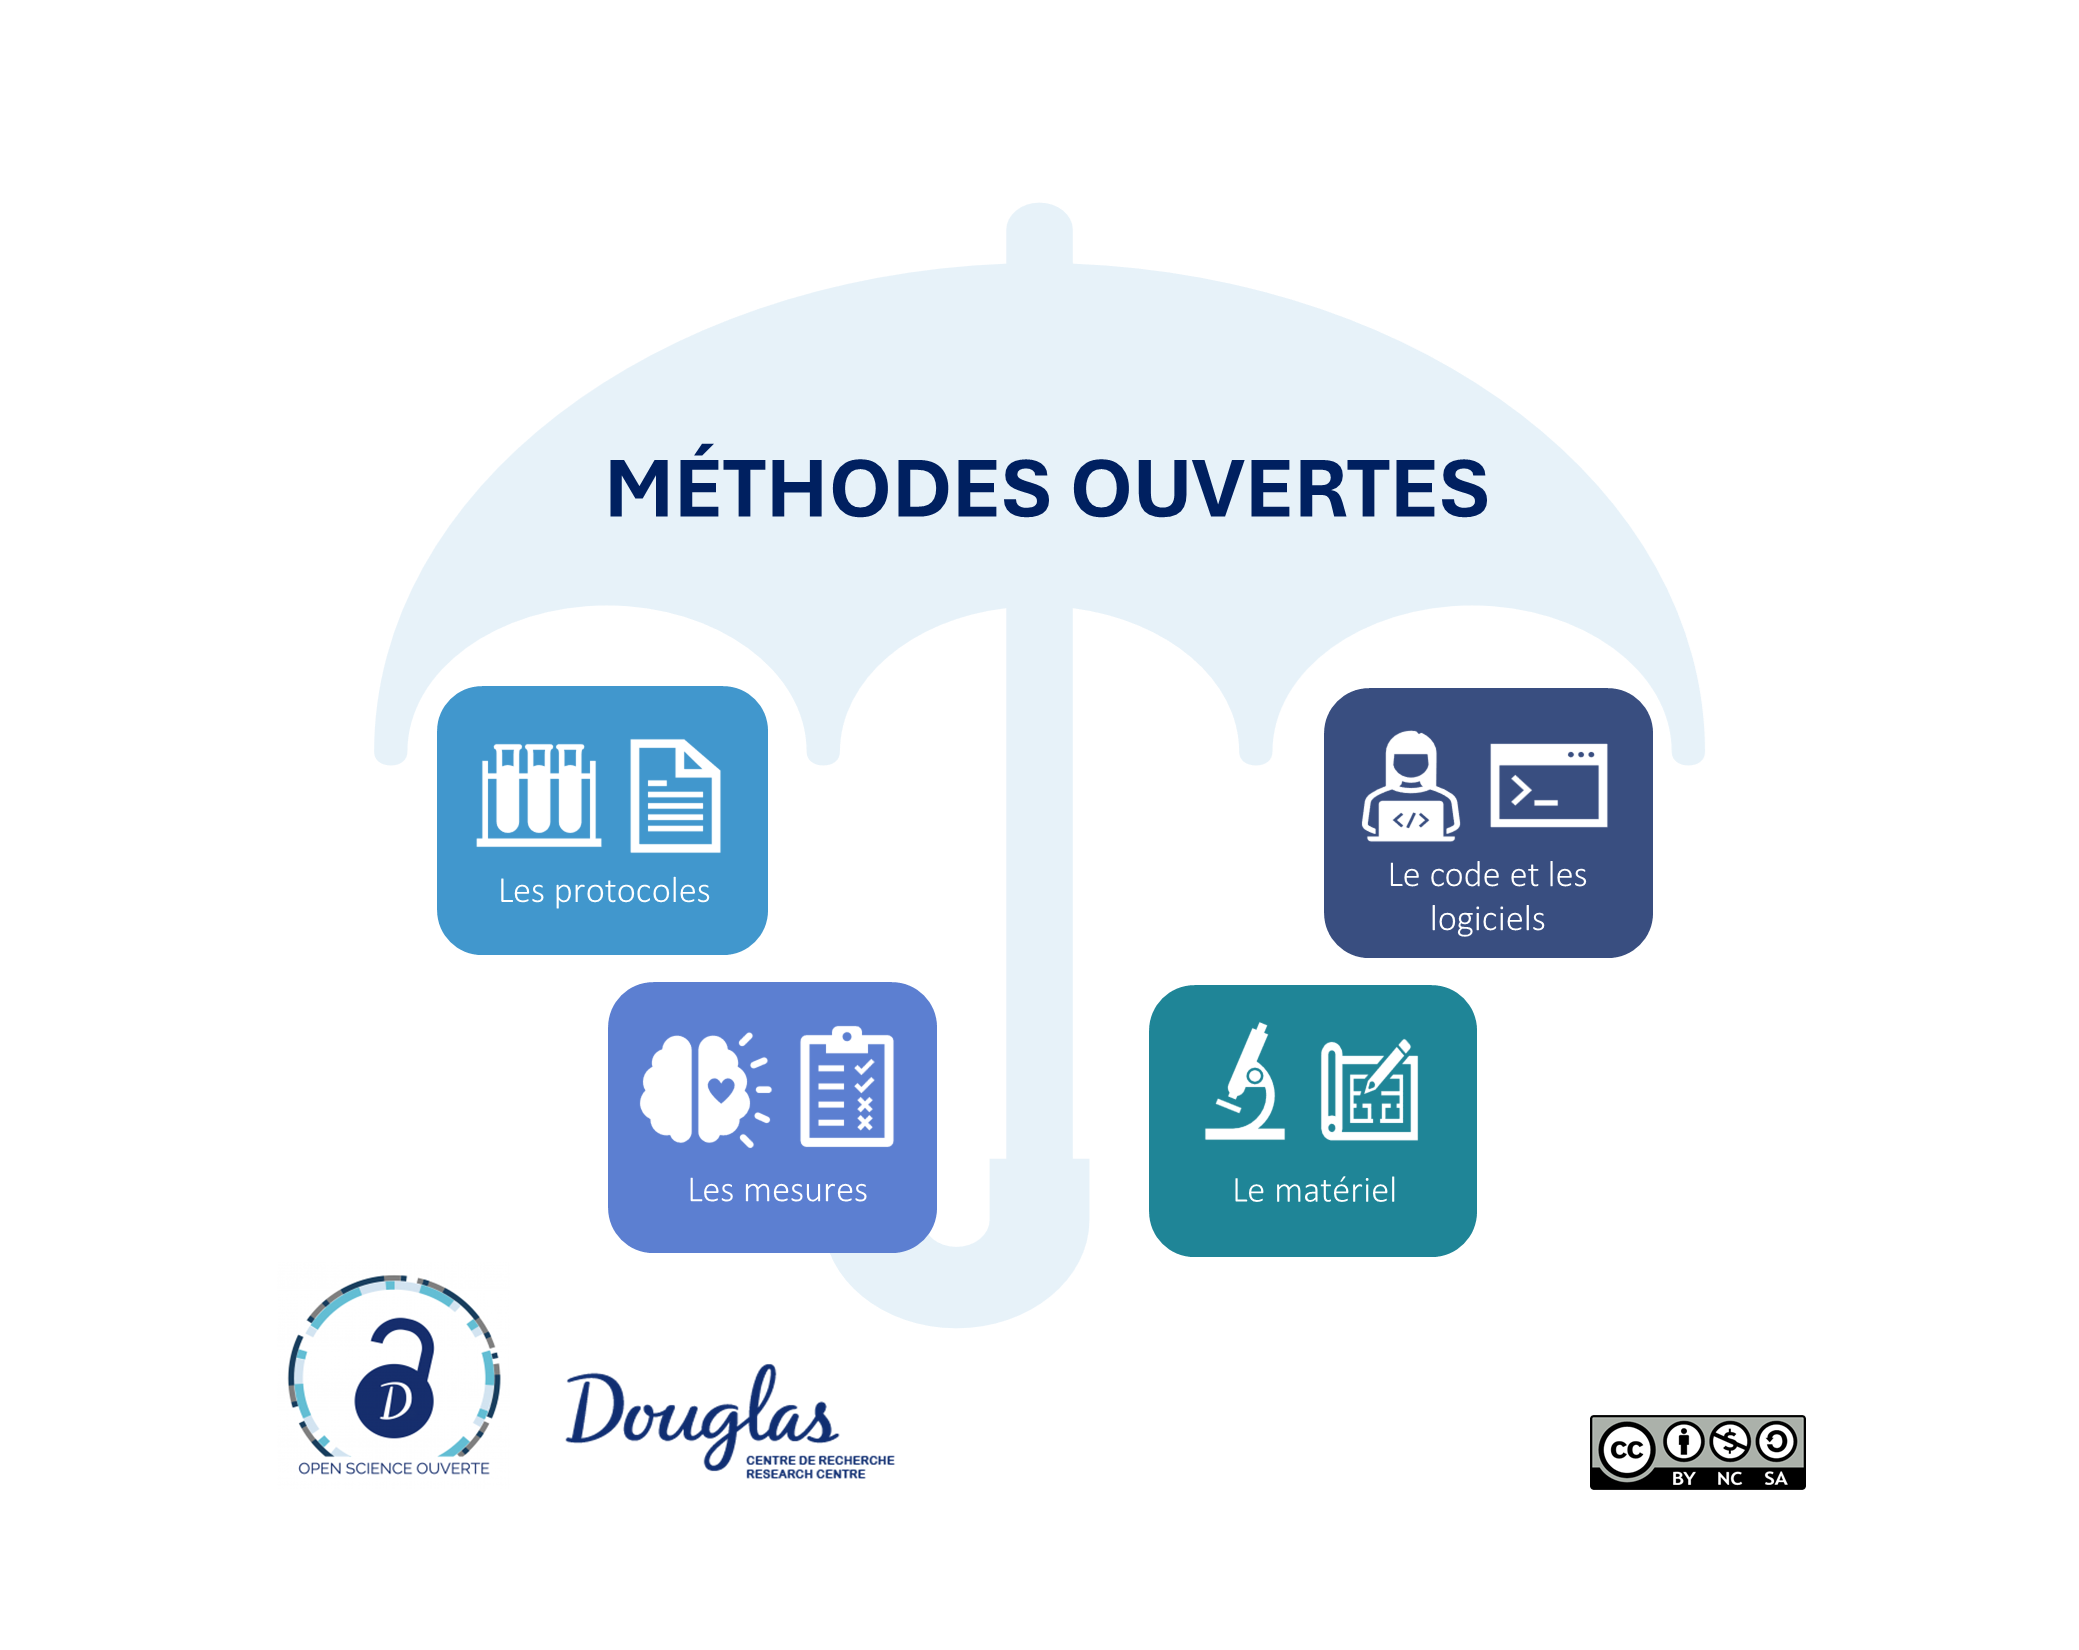 MÉTHODES OUVERTES
Les protocoles
Le code et les
logiciels
</>
>_
Les mesures
Le matériel
D
OPEN SCIENCE OUVERTE
Douglas
CENTRE DE RECHERCHE
RESEARCH CENTRE
cc
BY NC SA